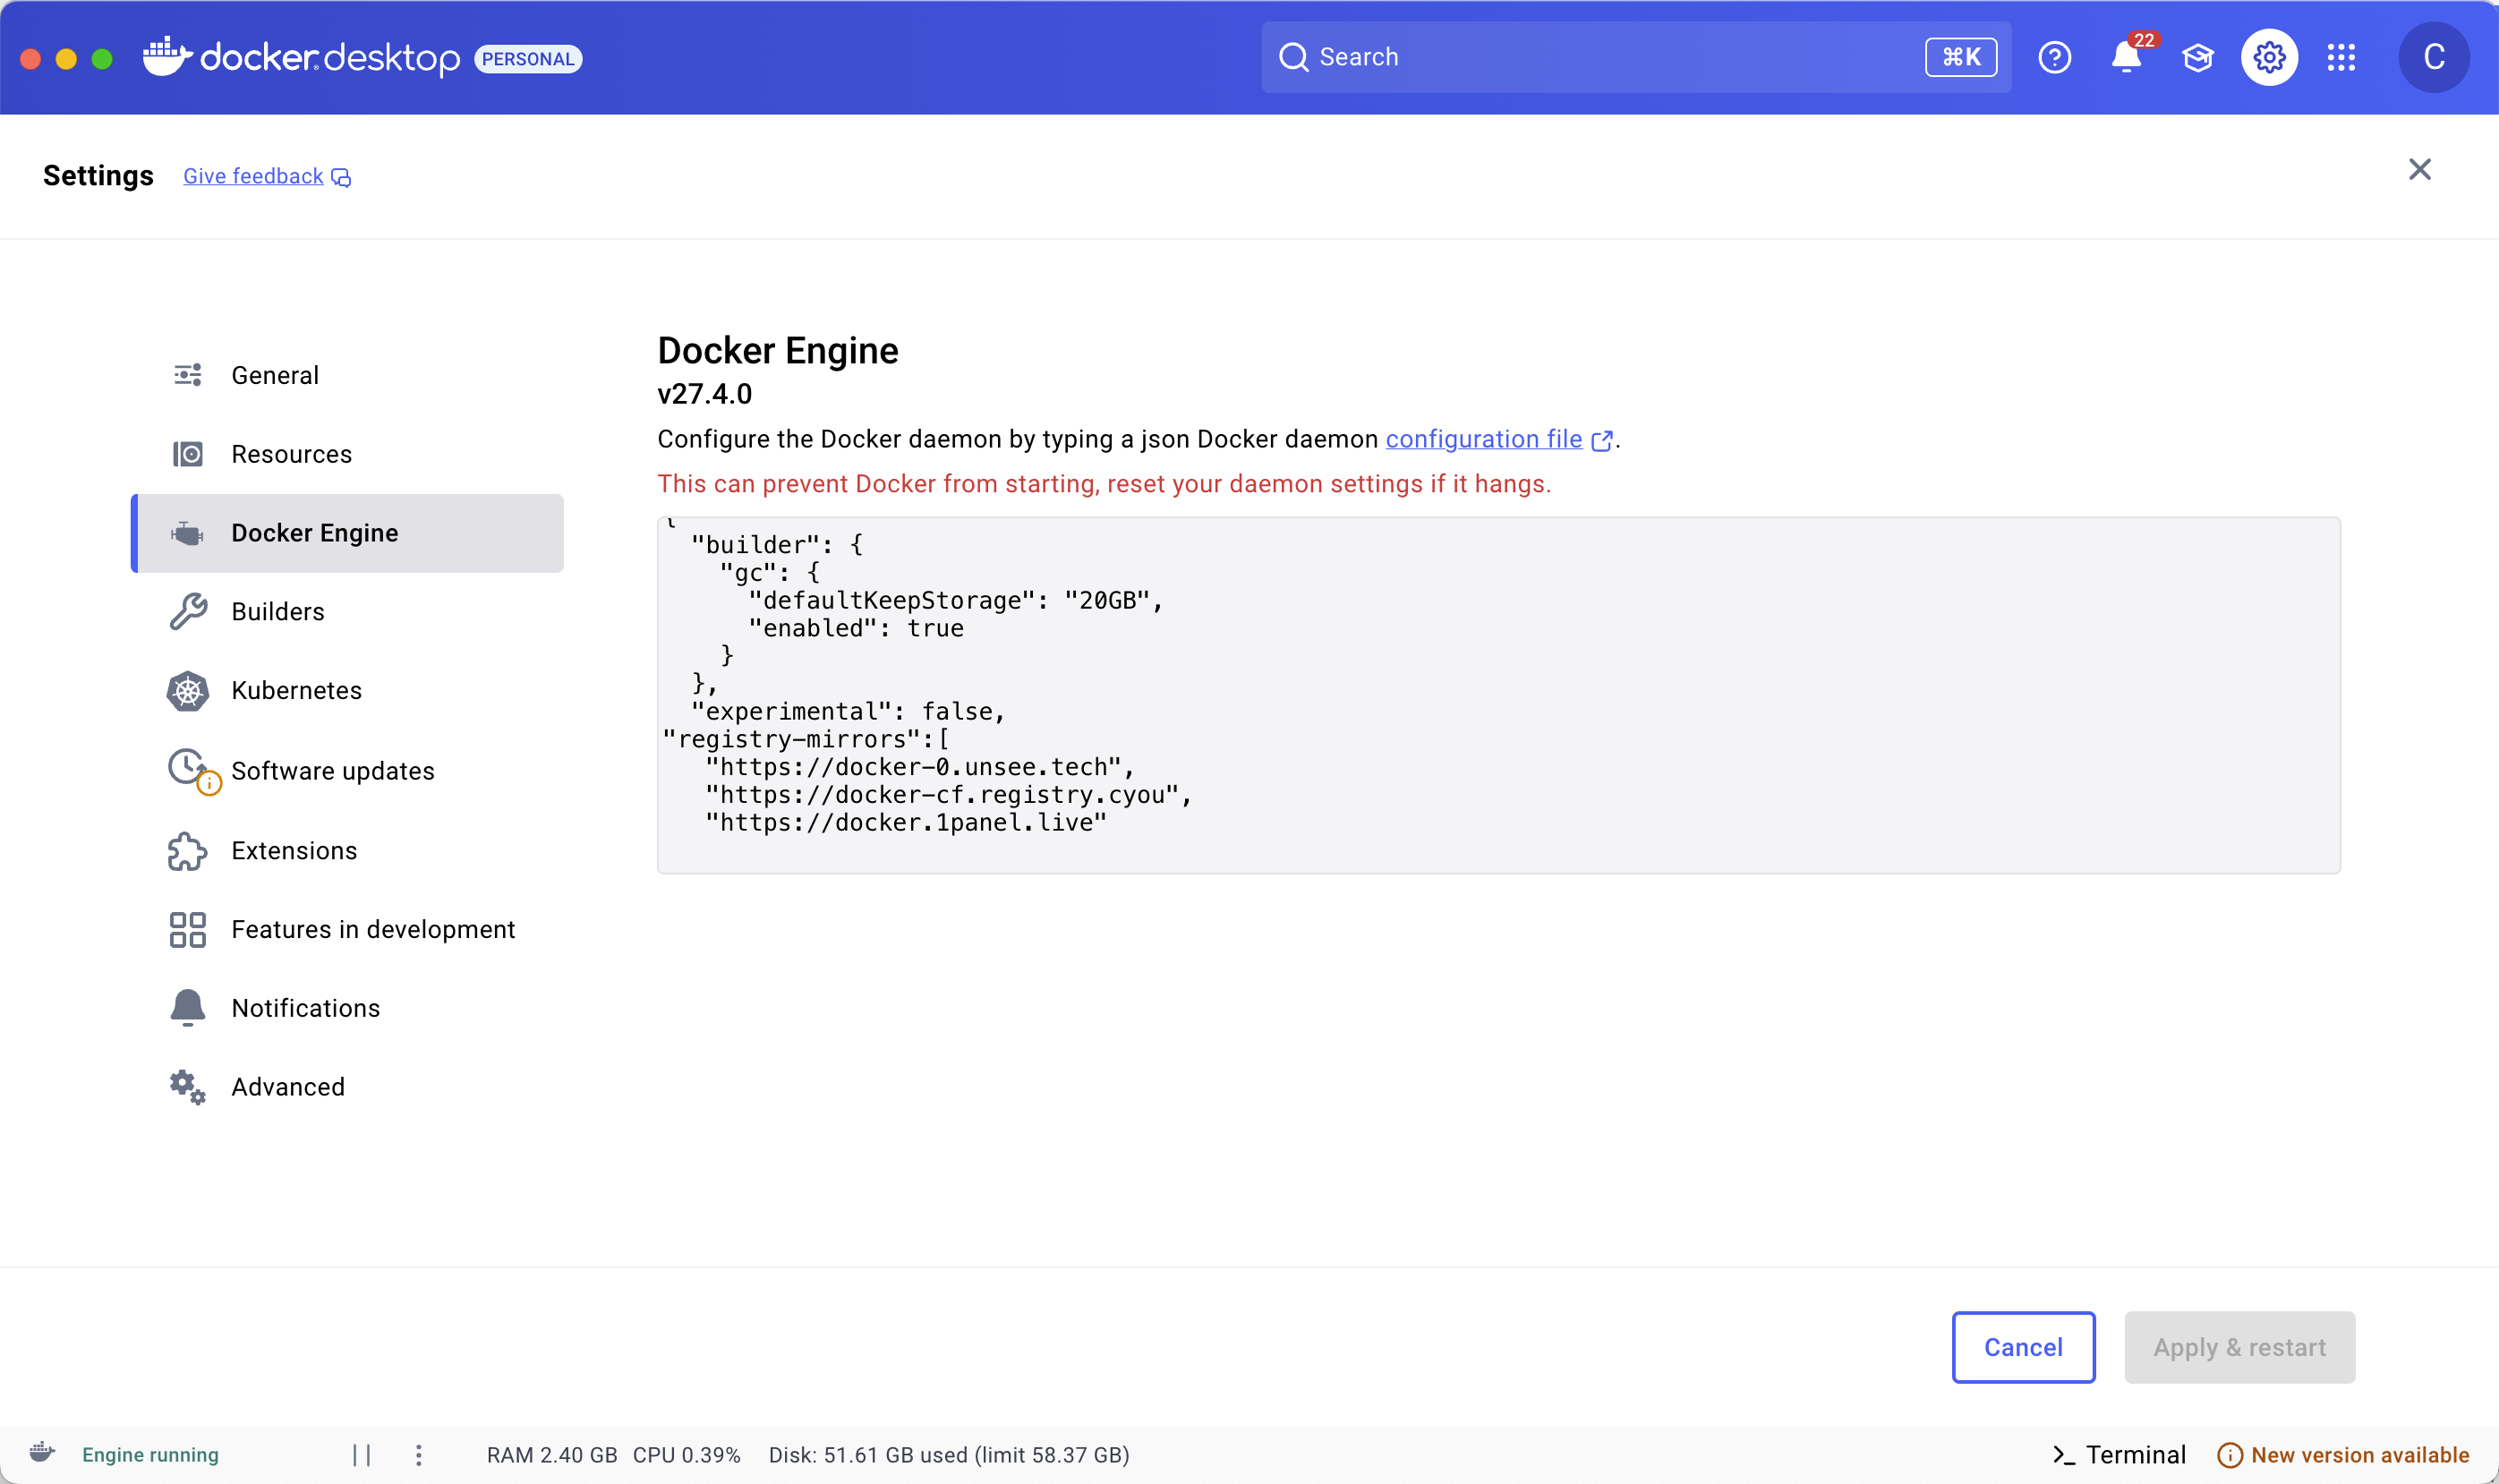 docker desktop PERSONAL
Search
⌘K
22
C
Settings
Give feedback
General
Resources
Docker Engine
Builders
Kubernetes
Software updates
Extensions
Features in development
Notifications
Advanced
Docker Engine
v27.4.0
Configure the Docker daemon by typing a json Docker daemon configuration file.
This can prevent Docker from starting, reset your daemon settings if it hangs.
{
  "builder": {
    "gc": {
      "defaultKeepStorage": "20GB",
      "enabled": true
    }
  },
  "experimental": false,
"registry-mirrors":[
   "https://docker-0.unsee.tech",
   "https://docker-cf.registry.cyou",
   "https://docker.1panel.live"
Cancel
Apply & restart
Engine running
RAM 2.40 GB CPU 0.39% Disk: 51.61 GB used (limit 58.37 GB)
>_ Terminal
New version available